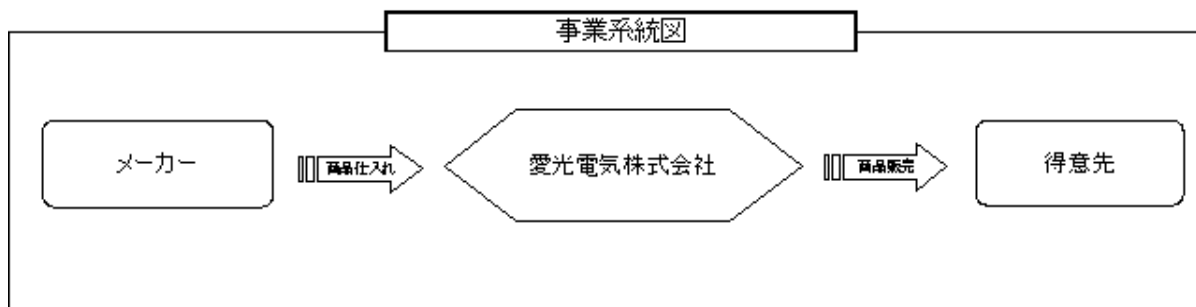 事業系統図
メーカー
商品仕入れ
愛光電気株式会社
商品販売
得意先